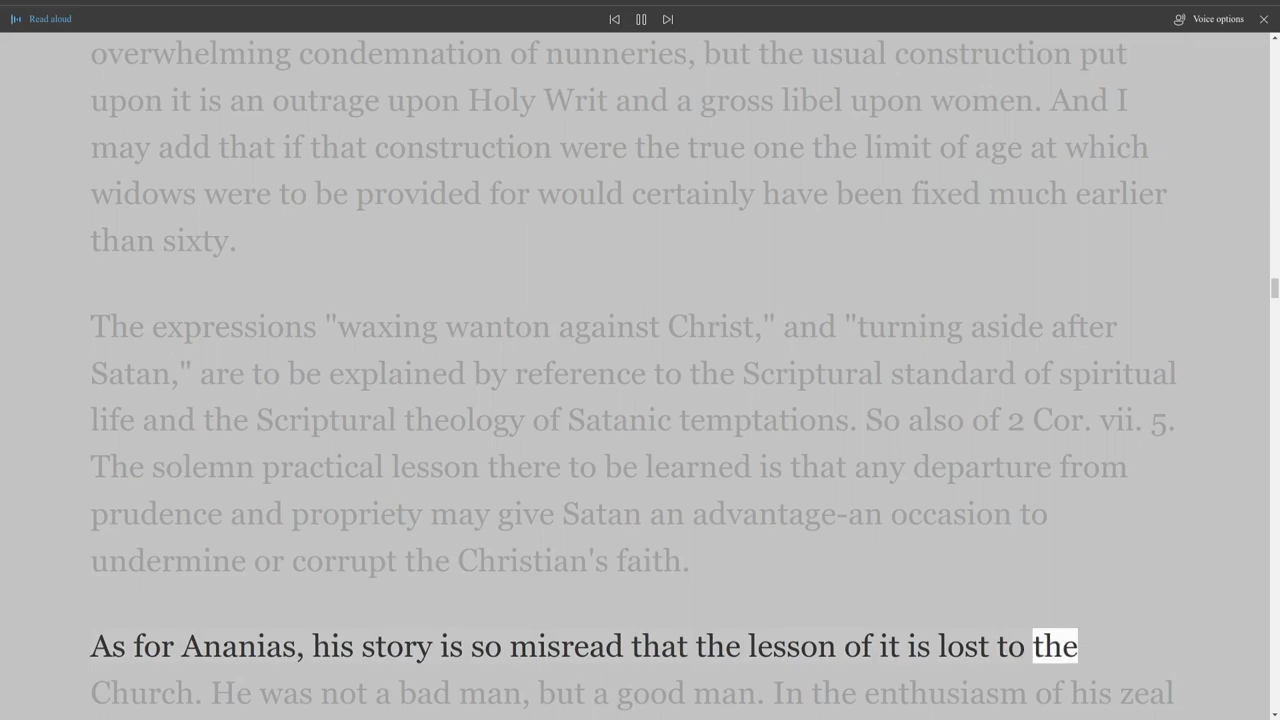 Read aloud
Voice options
overwhelming condemnation of nunneries, but the usual construction put
upon it is an outrage upon Holy Writ and a gross libel upon women. And I
may add that if that construction were the true one the limit of age at which
widows were to be provided for would certainly have been fixed much earlier
than sixty.
The expressions "waxing wanton against Christ," and "turning aside after
Satan," are to be explained by reference to the Scriptural standard of spiritual
life and the Scriptural theology of Satanic temptations. So also of 2 Cor. vii. 5.
The solemn practical lesson there to be learned is that any departure from
prudence and propriety may give Satan an advantage-an occasion to
undermine or corrupt the Christian's faith.
As for Ananias, his story is so misread that the lesson of it is lost to the
Church. He was not a bad man, but a good man. In the enthusiasm of his zeal